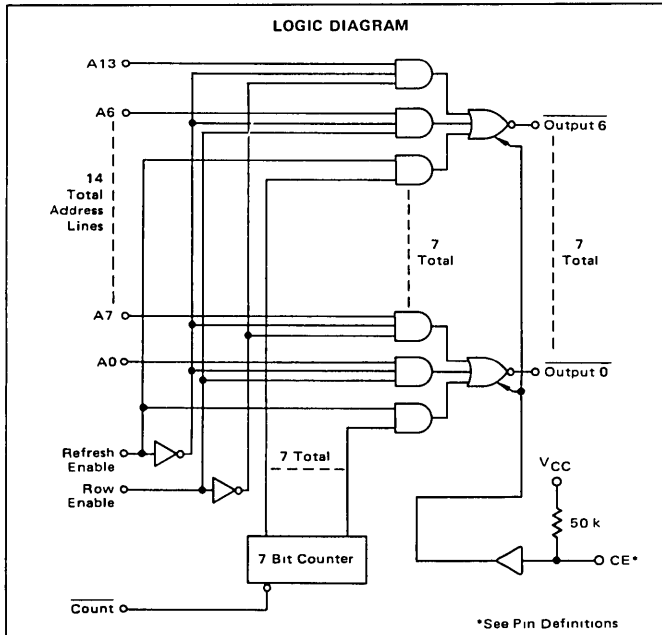 LOGIC DIAGRAM
A13
A6
Output 6
14
Total
Address
Lines
7
Total
7
Total
A7
A0
Output 0
Refresh
Enable
7 Total
Row
Enable
VCC
50 k
7 Bit Counter
CE*
Count
*See Pin Definitions